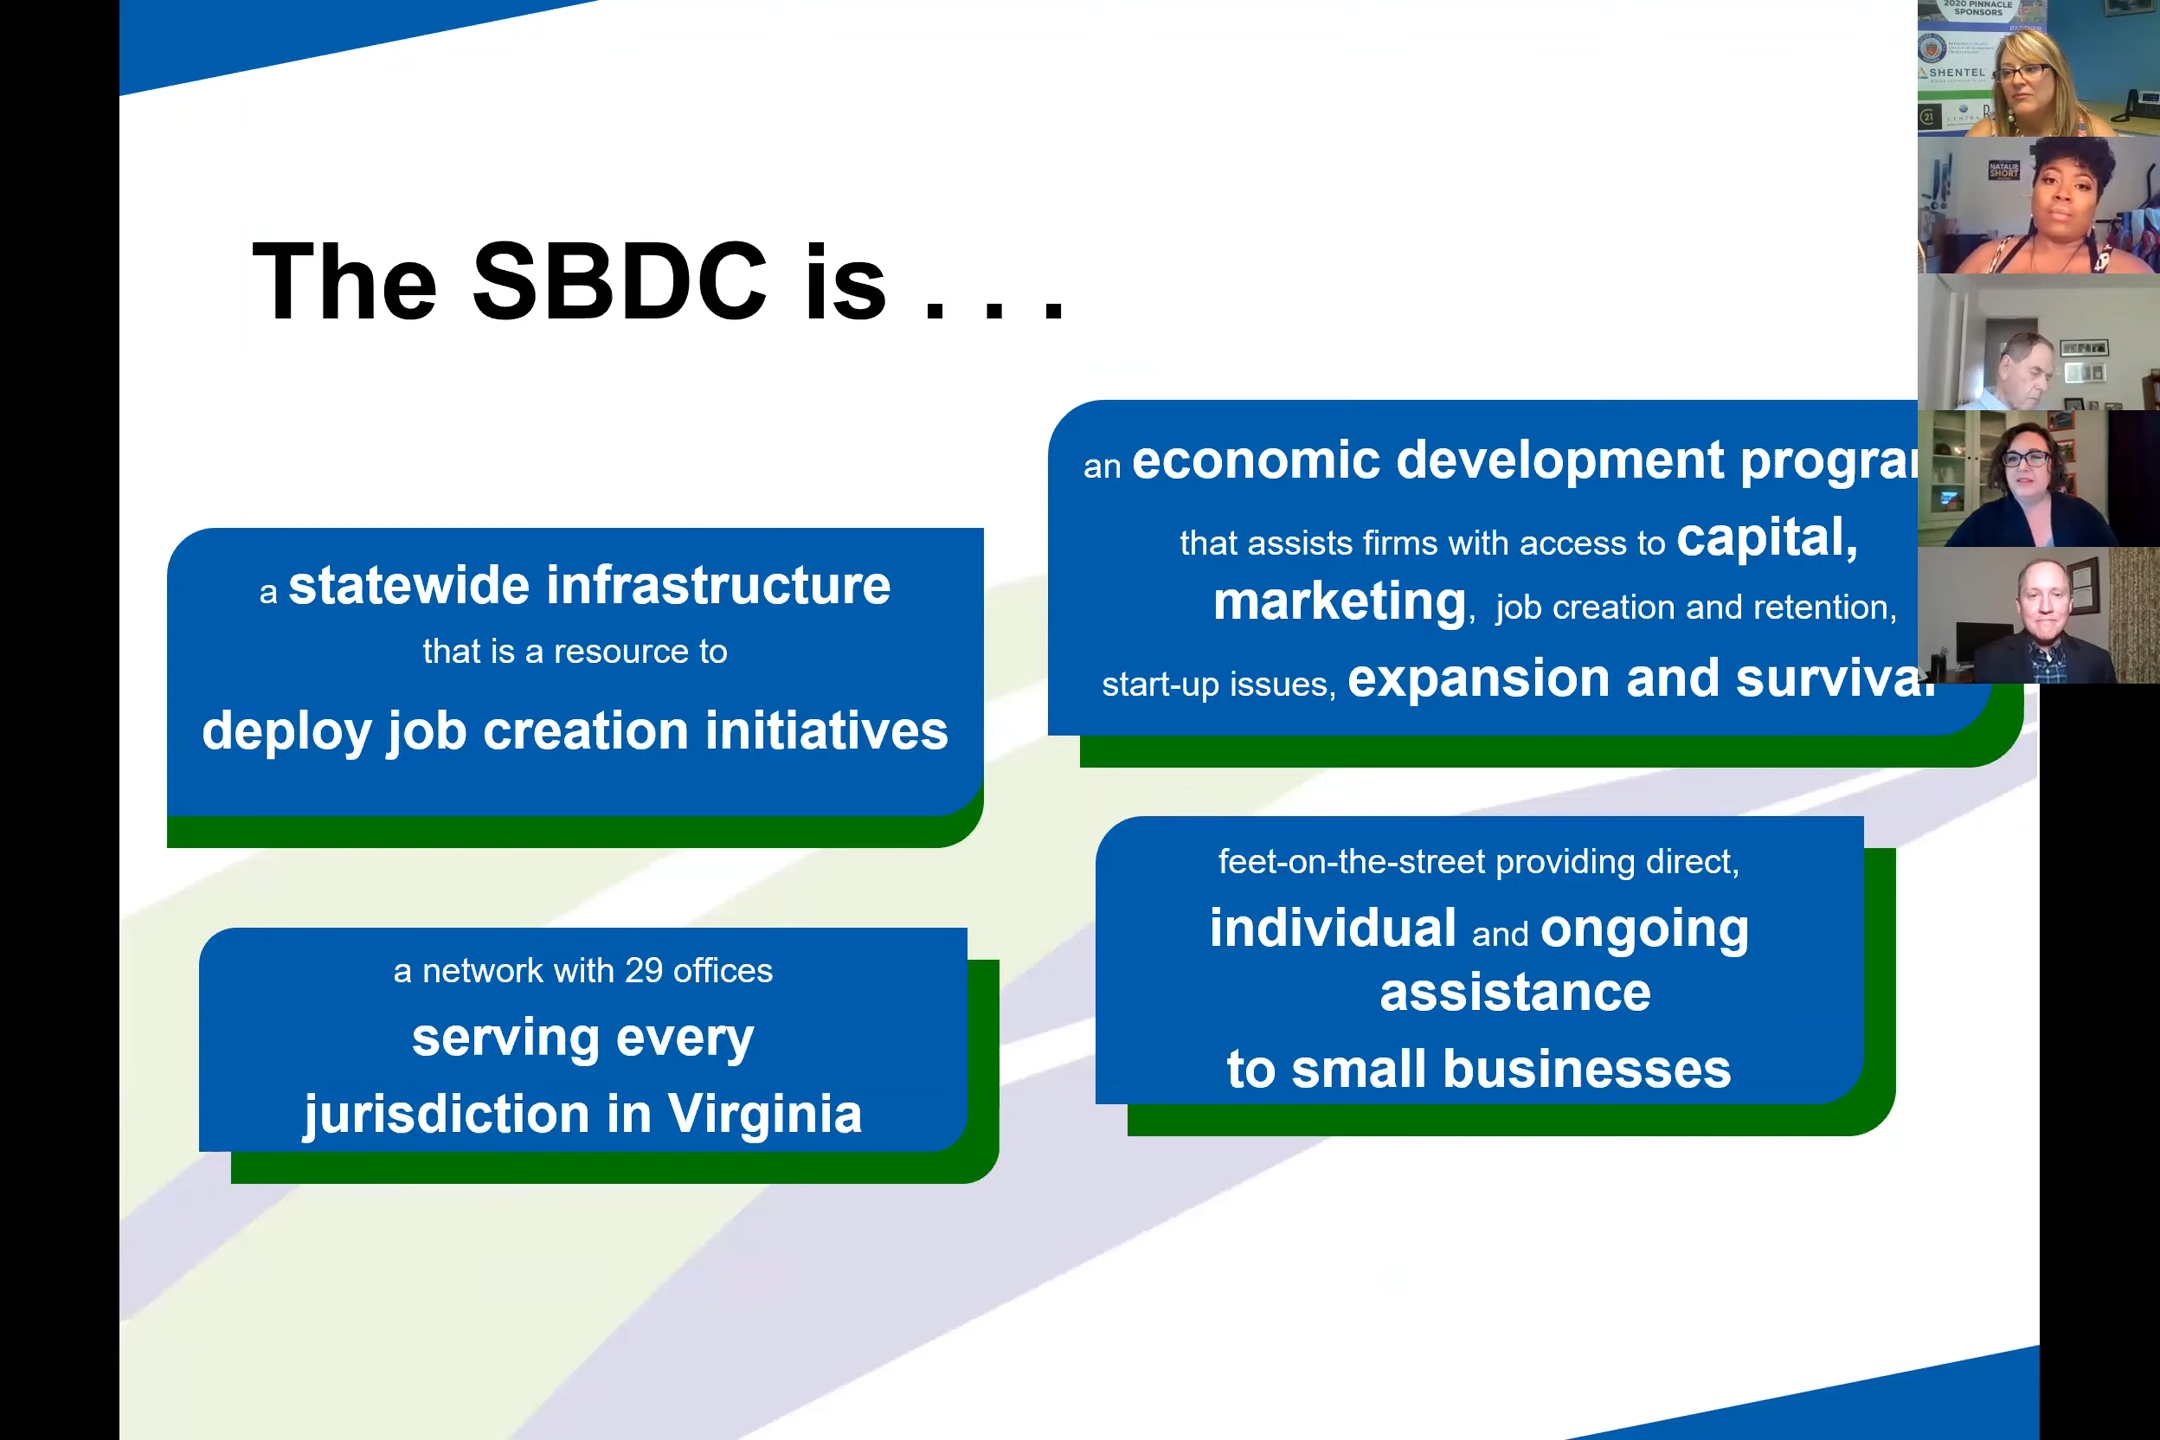 The SBDC is . . .
a statewide infrastructure
that is a resource to
deploy job creation initiatives
an economic development progra
that assists firms with access to capital,
marketing, job creation and retention,
start-up issues, expansion and surviva
a network with 29 offices
serving every
jurisdiction in Virginia
feet-on-the-street providing direct,
individual and ongoing
assistance
to small businesses
2020 PINNACLE
SPONSORS
SHENTEL
21
NATALIE
SHORT